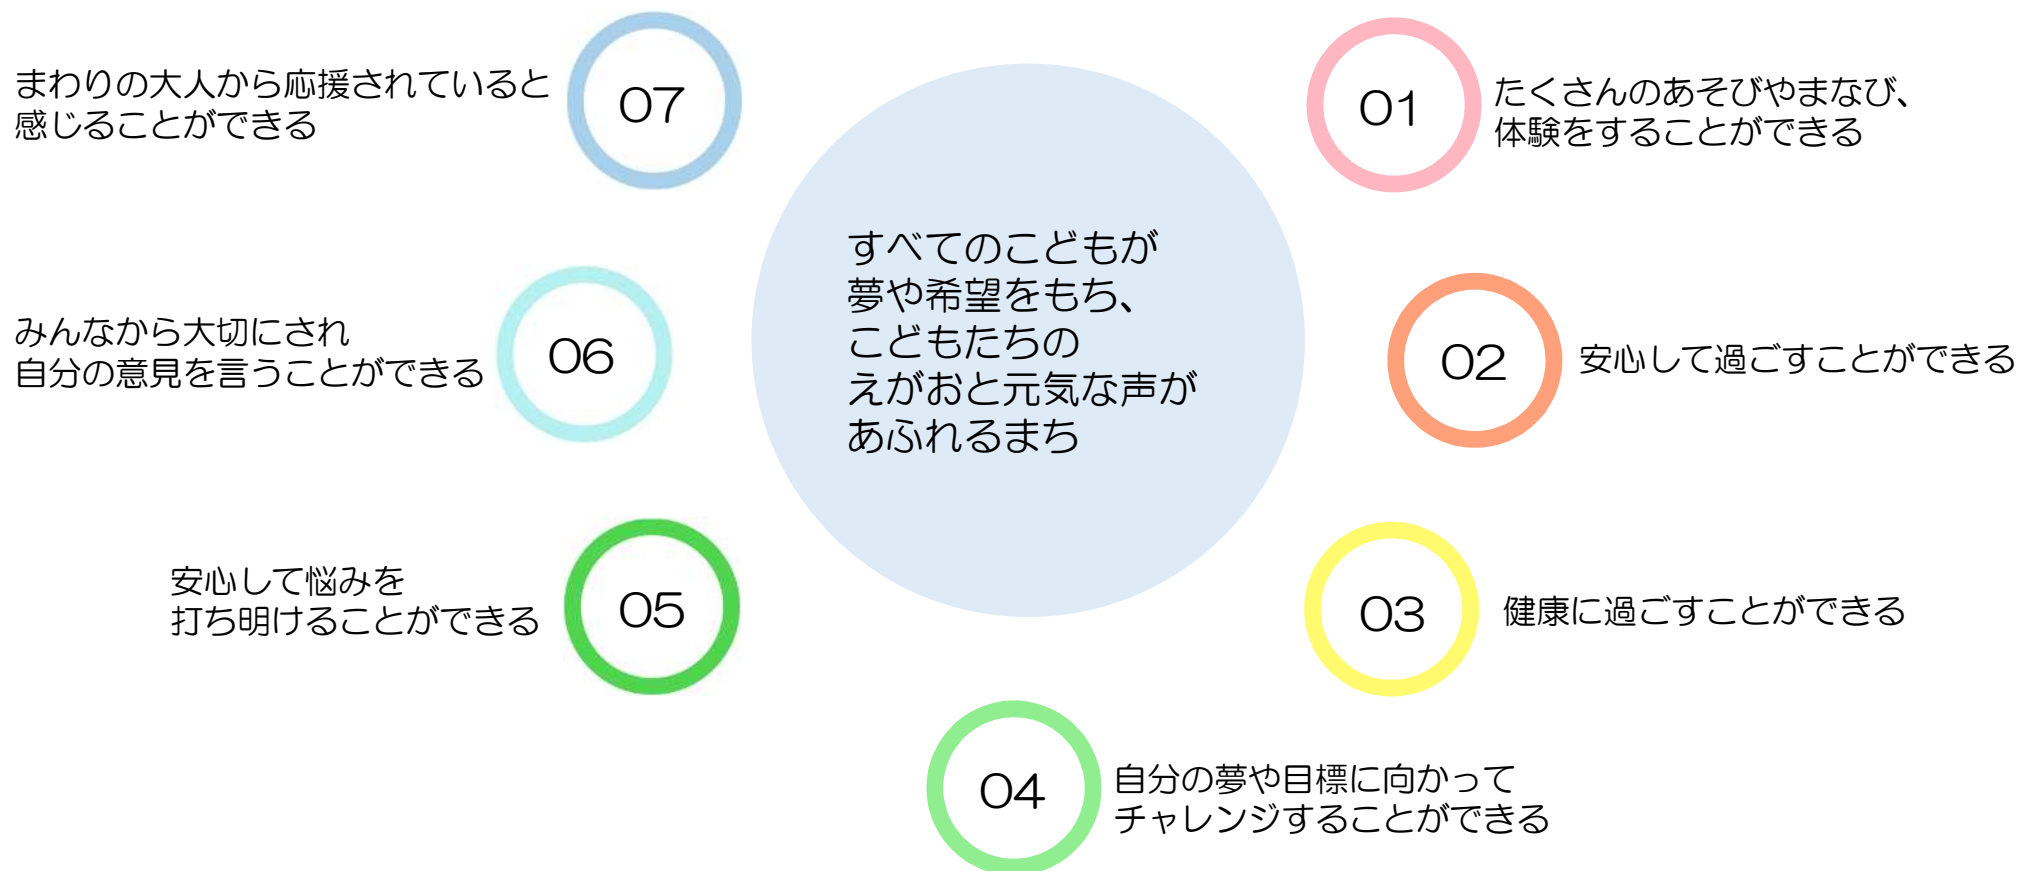 すべてのこどもが
夢や希望をもち、
こどもたちの
えがおと元気な声が
あふれるまち
01
たくさんのあそびやまなび、
体験をすることができる
02
安心して過ごすことができる
03
健康に過ごすことができる
04
自分の夢や目標に向かって
チャレンジすることができる
05
安心して悩みを
打ち明けることができる
06
みんなから大切にされ
自分の意見を言うことができる
07
まわりの大人から応援されていると
感じることができる